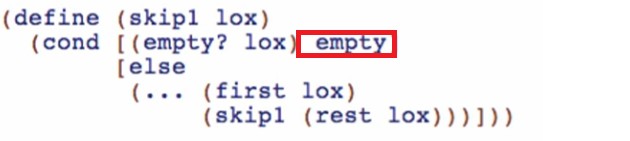 (define (skip1 lox)
(cond [(empty? lox) empty
[else
(... (first lox)
(skip1 (rest lox)))]))